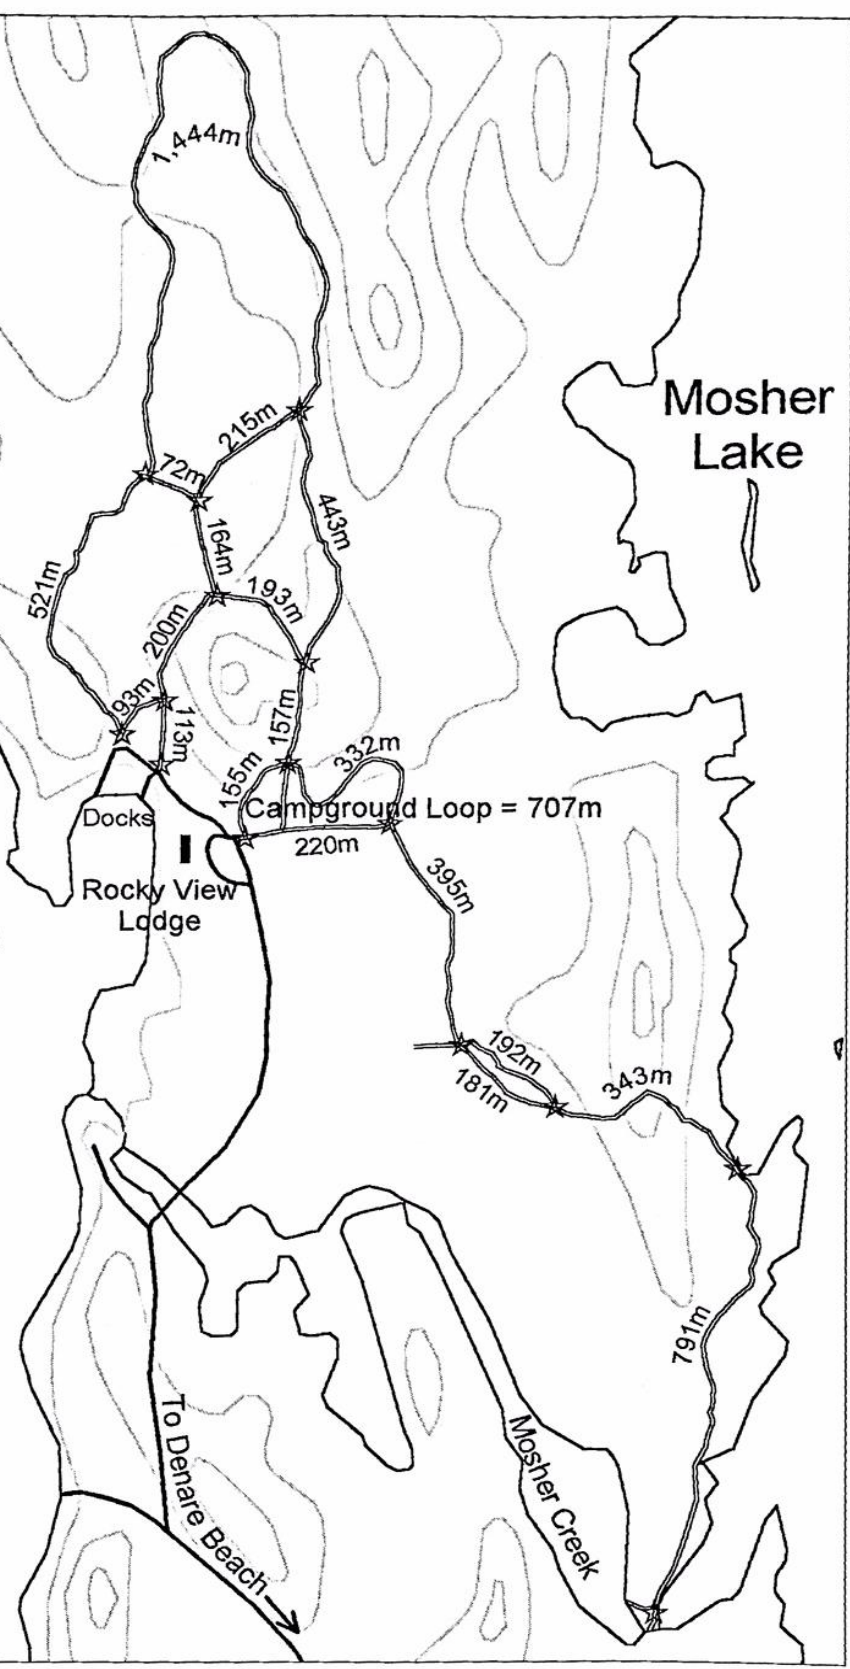 1,444m
Mosher
Lake
215m
72m
443m
164m
521m
193m
200m
93m
113m
157m
332m
155m
Campground Loop = 707m
Docks
220m
395m
Rocky View
Lodge
192m
181m
343m
791m
To Denare Beach
Mosher Creek